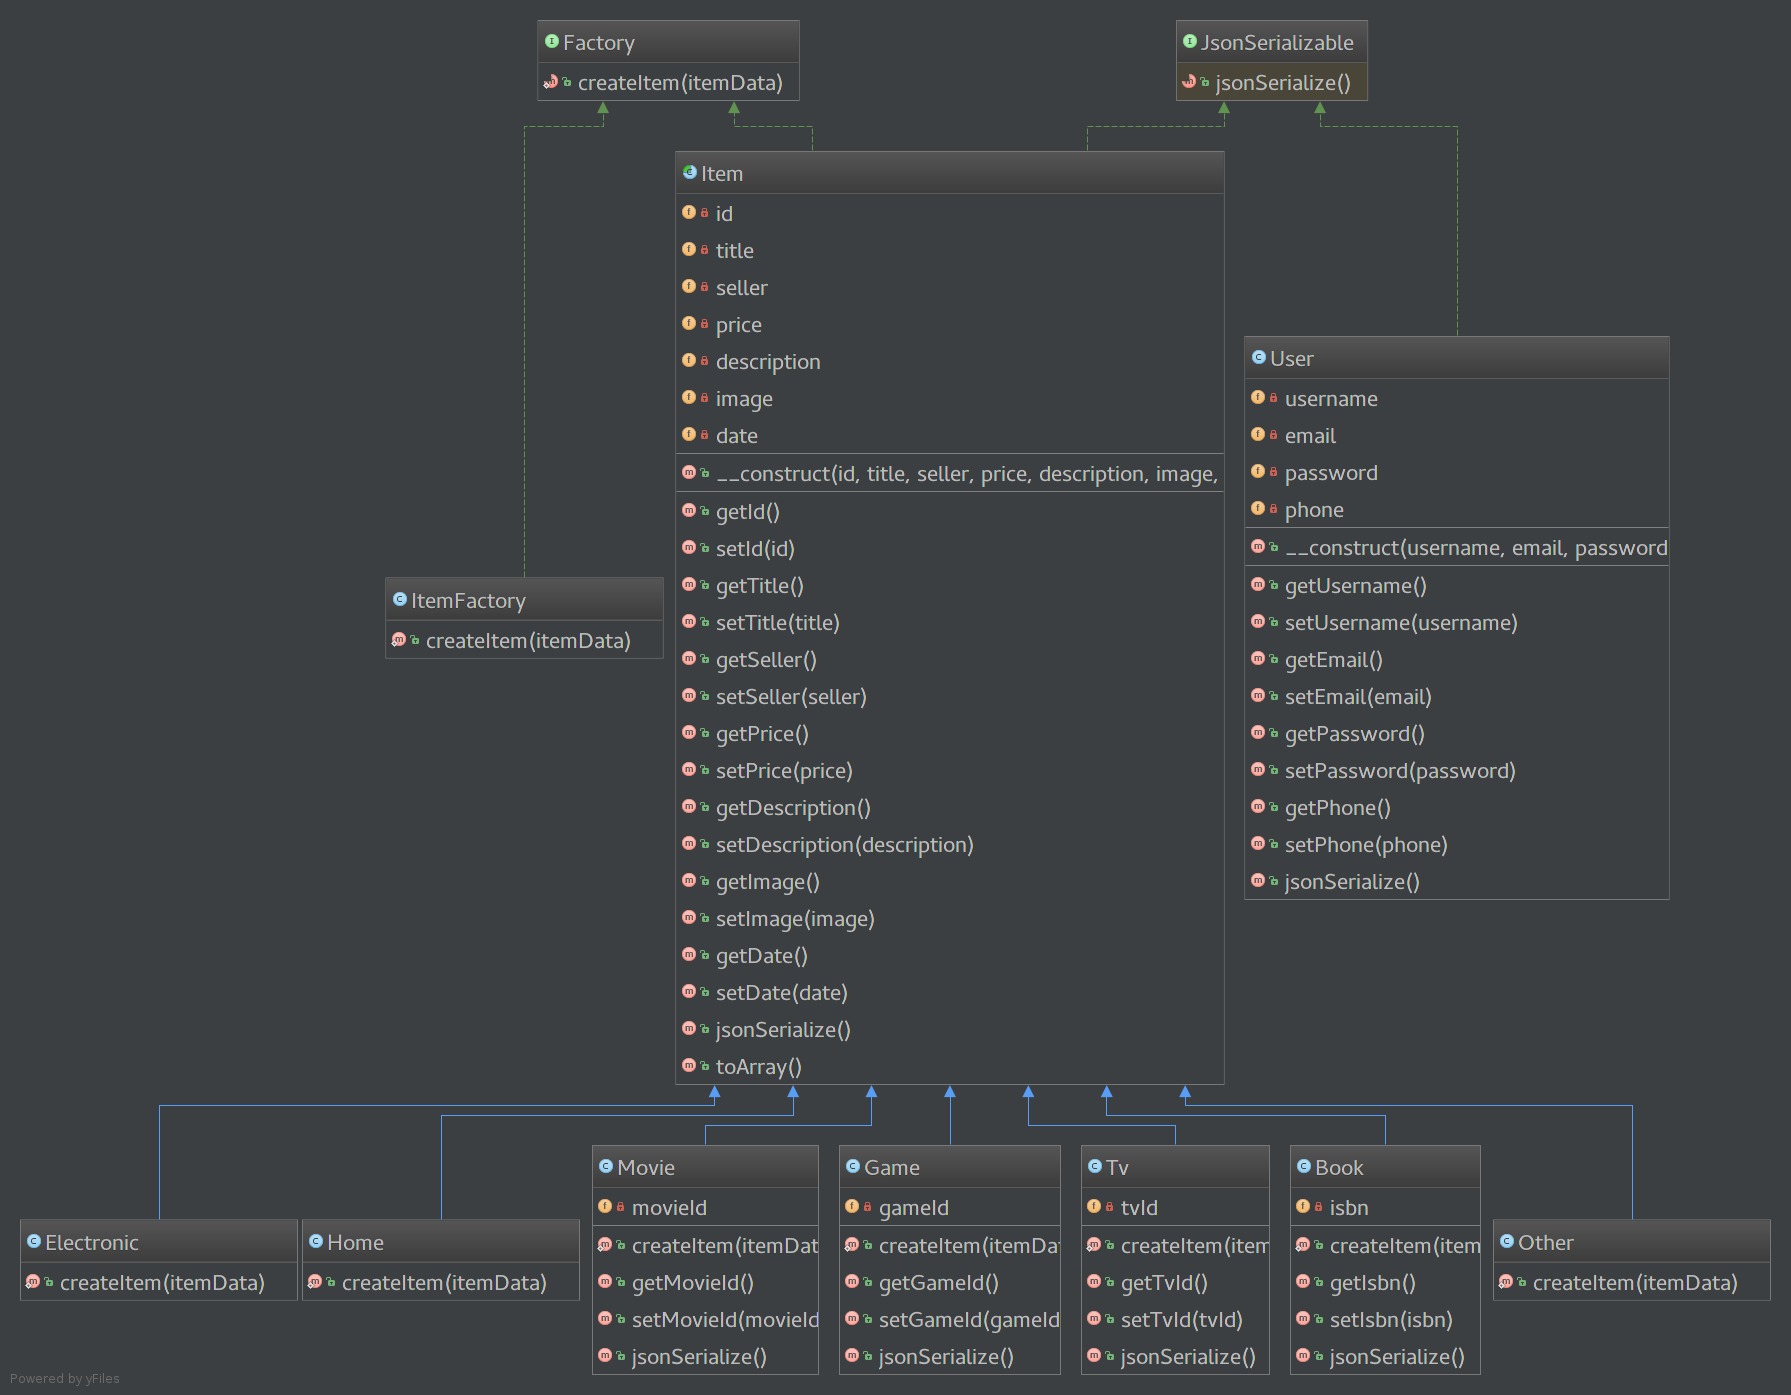 Factory
createItem(itemData)
JsonSerializable
jsonSerialize()
Item
id
title
seller
price
description
image
date
__construct(id, title, seller, price, description, image,
getId()
setId(id)
getTitle()
setTitle(title)
getSeller()
setSeller(seller)
getPrice()
setPrice(price)
getDescription()
setDescription(description)
getImage()
setImage(image)
getDate()
setDate(date)
jsonSerialize()
toArray()
User
username
email
password
phone
__construct(username, email, password
getUsername()
setUsername(username)
getEmail()
setEmail(email)
getPassword()
setPassword(password)
getPhone()
setPhone(phone)
jsonSerialize()
ItemFactory
createItem(itemData)
Electronic
createItem(itemData)
Home
createItem(itemData)
Movie
movieId
createItem(itemDat
getMovieId()
setMovieId(movieId
jsonSerialize()
Game
gameId
createItem(itemDat
getGameId()
setGameId(gameId
jsonSerialize()
Tv
tvId
createItem(item
getTvId()
setTvId(tvId)
jsonSerialize()
Book
isbn
createItem(item
getIsbn()
setIsbn(isbn)
jsonSerialize()
Other
createItem(itemData)
Powered by yFiles